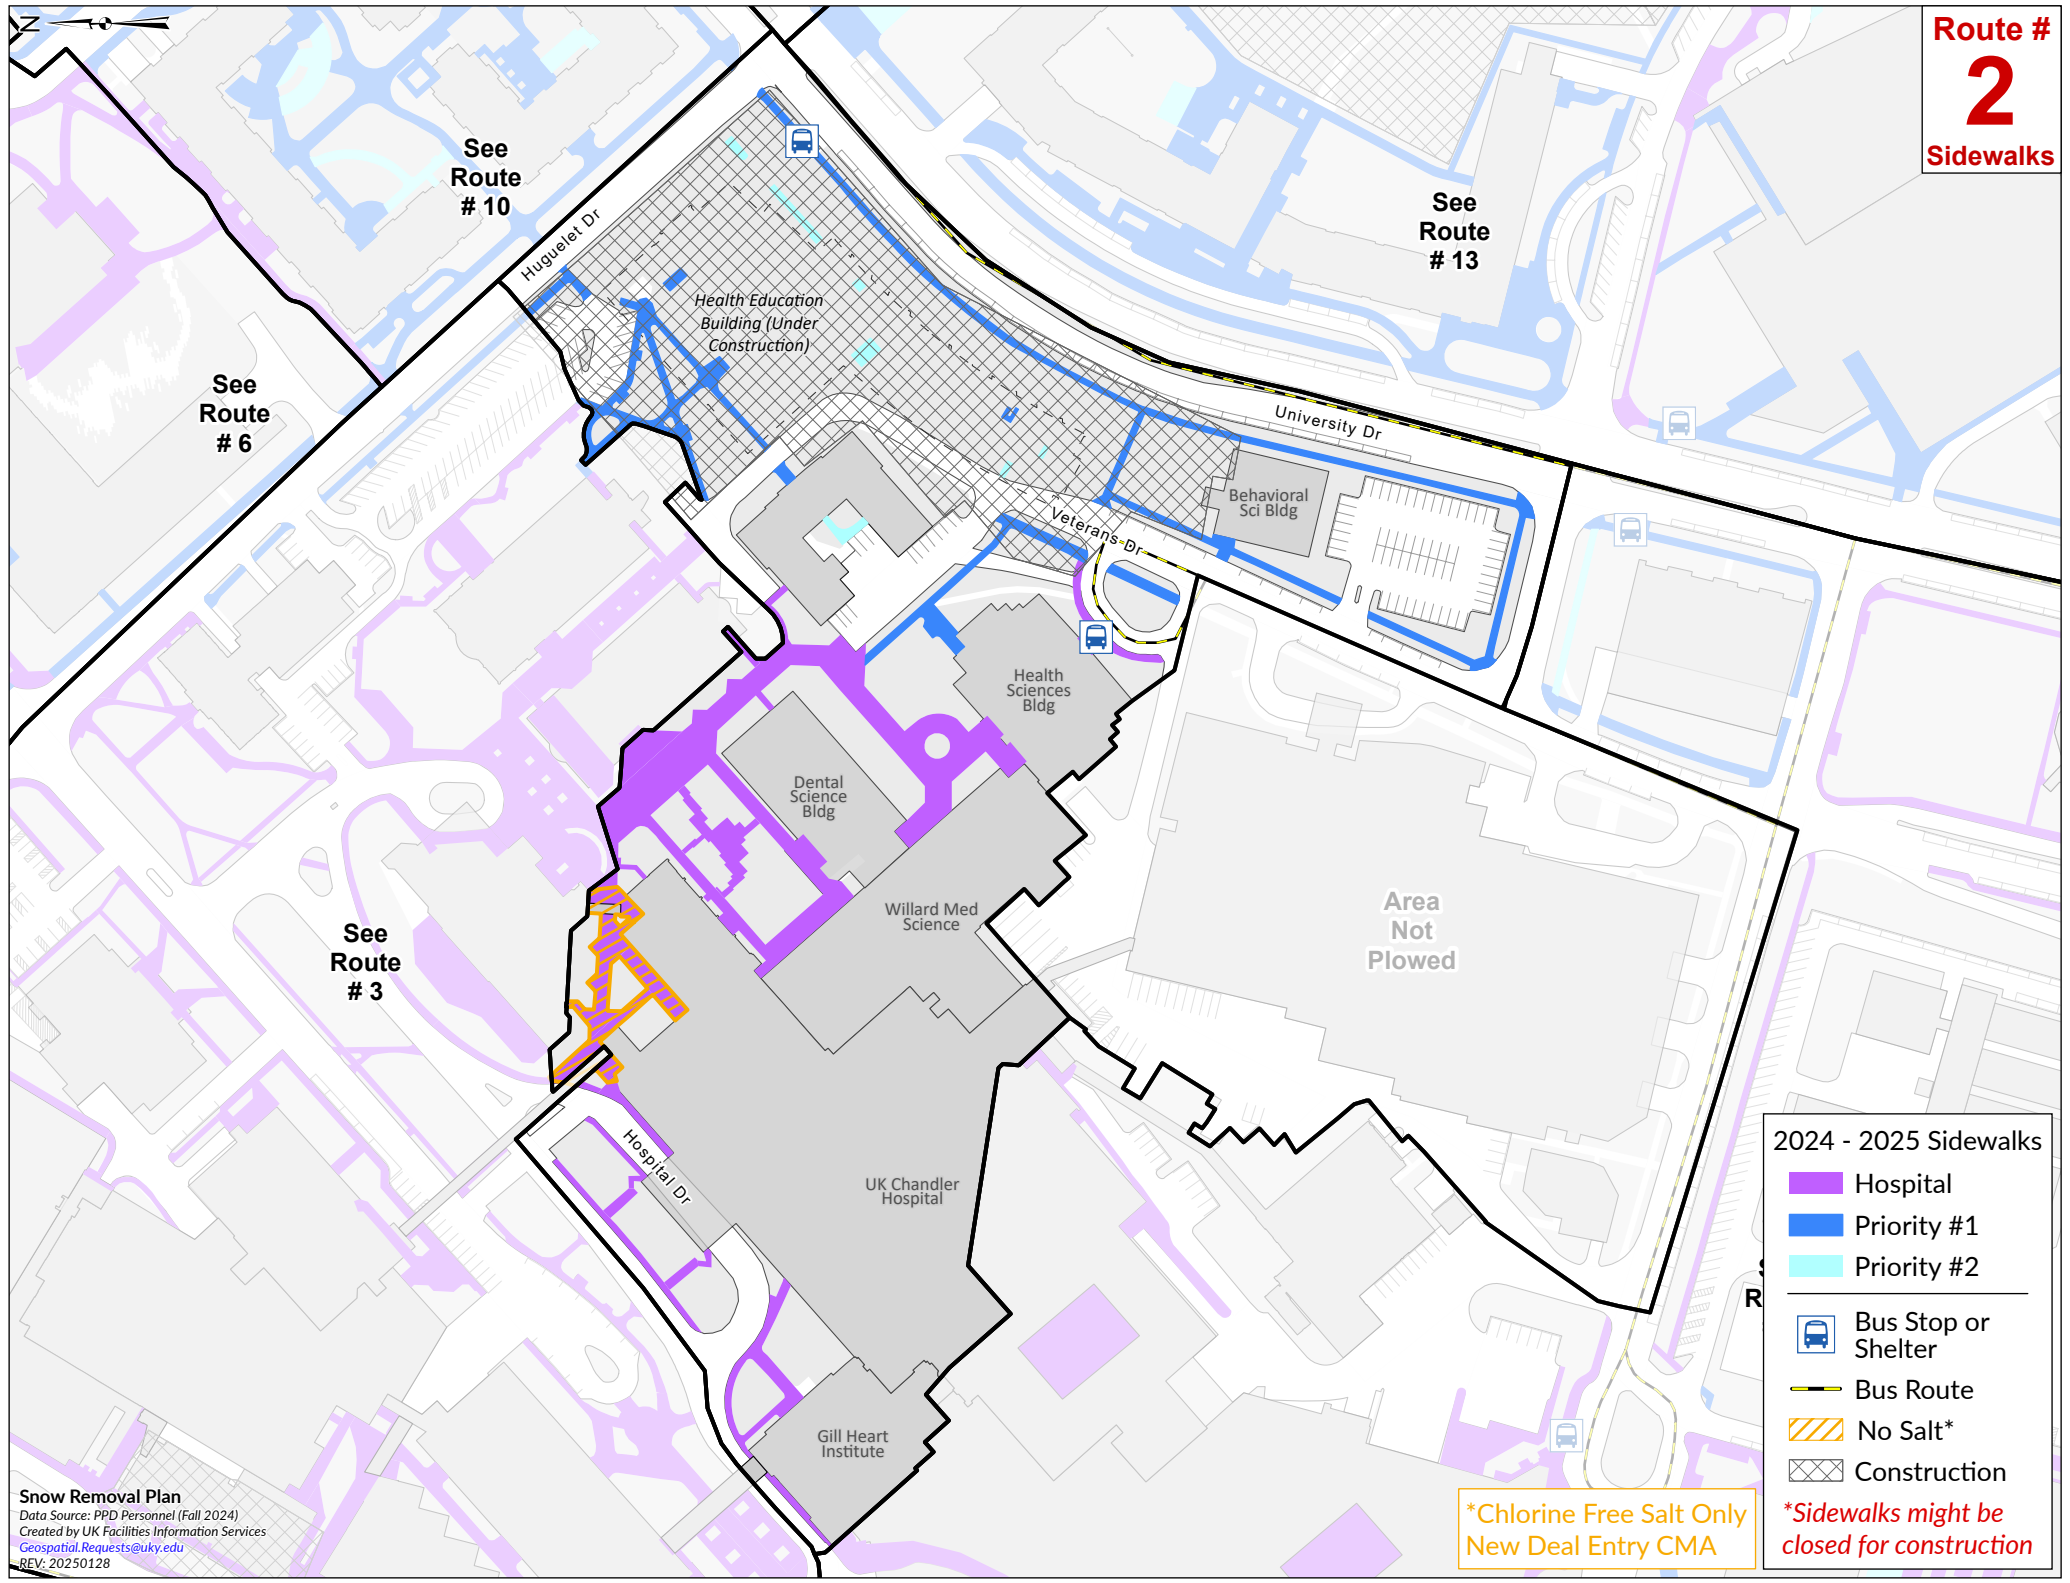 N
Route #
2
Sidewalks
See
Route
# 10
See
Route
# 13
Huguelet Dr
Health Education
Building (Under
Construction)
See
Route
# 6
University Dr
Behavioral
Sci Bldg
Veterans Dr
Health
Sciences
Bldg
Dental
Science
Bldg
Willard Med
Science
Area
Not
Plowed
See
Route
# 3
Hospital Dr
UK Chandler
Hospital
Gill Heart
Institute
2024 - 2025 Sidewalks
Hospital
Priority #1
Priority #2
Bus Stop or
Shelter
Bus Route
No Salt*
Construction
*Sidewalks might be
closed for construction
*Chlorine Free Salt Only
New Deal Entry CMA
Snow Removal Plan
Data Source: PPD Personnel (Fall 2024)
Created by UK Facilities Information Services
Geospatial.Requests@uky.edu
REV: 20250128